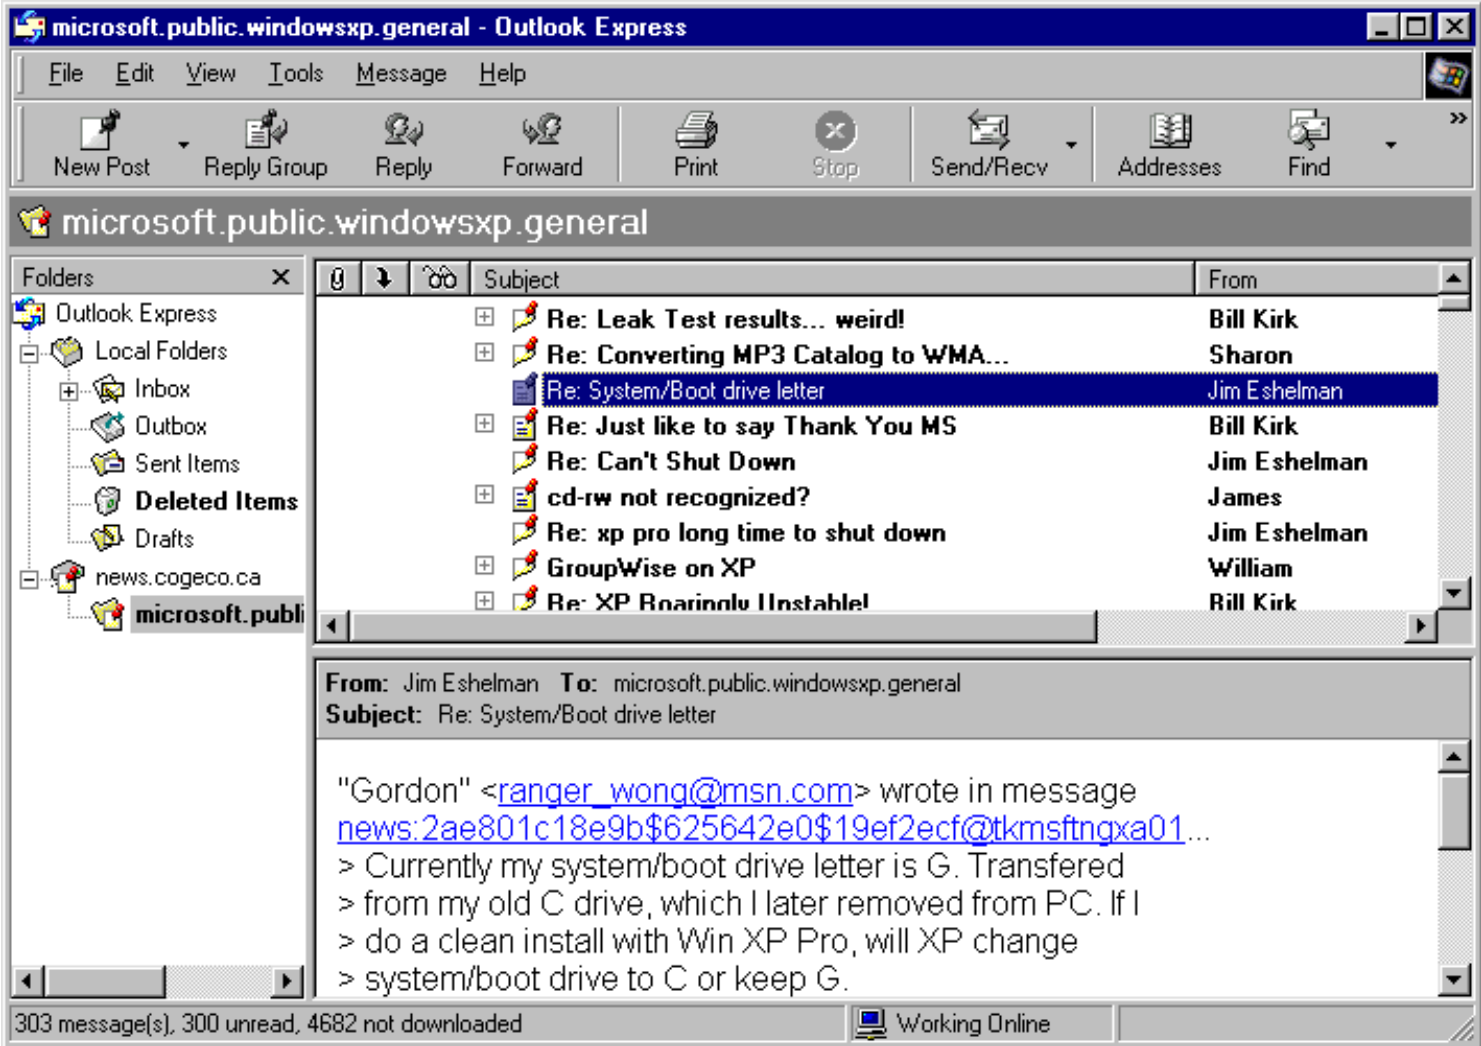 microsoft.public.windowsxp.general - Outlook Express
File Edit View Tools Message Help
New Post Reply Group Reply Forward Print Stop Send/Recv Addresses Find »
microsoft.public.windowsxp.general
Folders
Outlook Express
Local Folders
Inbox
Outbox
Sent Items
Deleted Items
Drafts
news.cogeco.ca
microsoft.publi
Subject From
Re: Leak Test results... weird! Bill Kirk
Re: Converting MP3 Catalog to WMA... Sharon
Re: System/Boot drive letter Jim Eshelman
Re: Just like to say Thank You MS Bill Kirk
Re: Can't Shut Down Jim Eshelman
cd-rw not recognized? James
Re: xp pro long time to shut down Jim Eshelman
GroupWise on XP William
Re: XP Roaringly Unstable! Bill Kirk
From: Jim Eshelman To: microsoft.public.windowsxp.general
Subject: Re: System/Boot drive letter
"Gordon" <ranger_wong@msn.com> wrote in message
news:2ae801c18e9b$625642e0$19ef2ecf@tkmsftngxa01...
> Currently my system/boot drive letter is G. Transfered
> from my old C drive, which I later removed from PC. If I
> do a clean install with Win XP Pro, will XP change
> system/boot drive to C or keep G.
303 message(s), 300 unread, 4682 not downloaded
Working Online